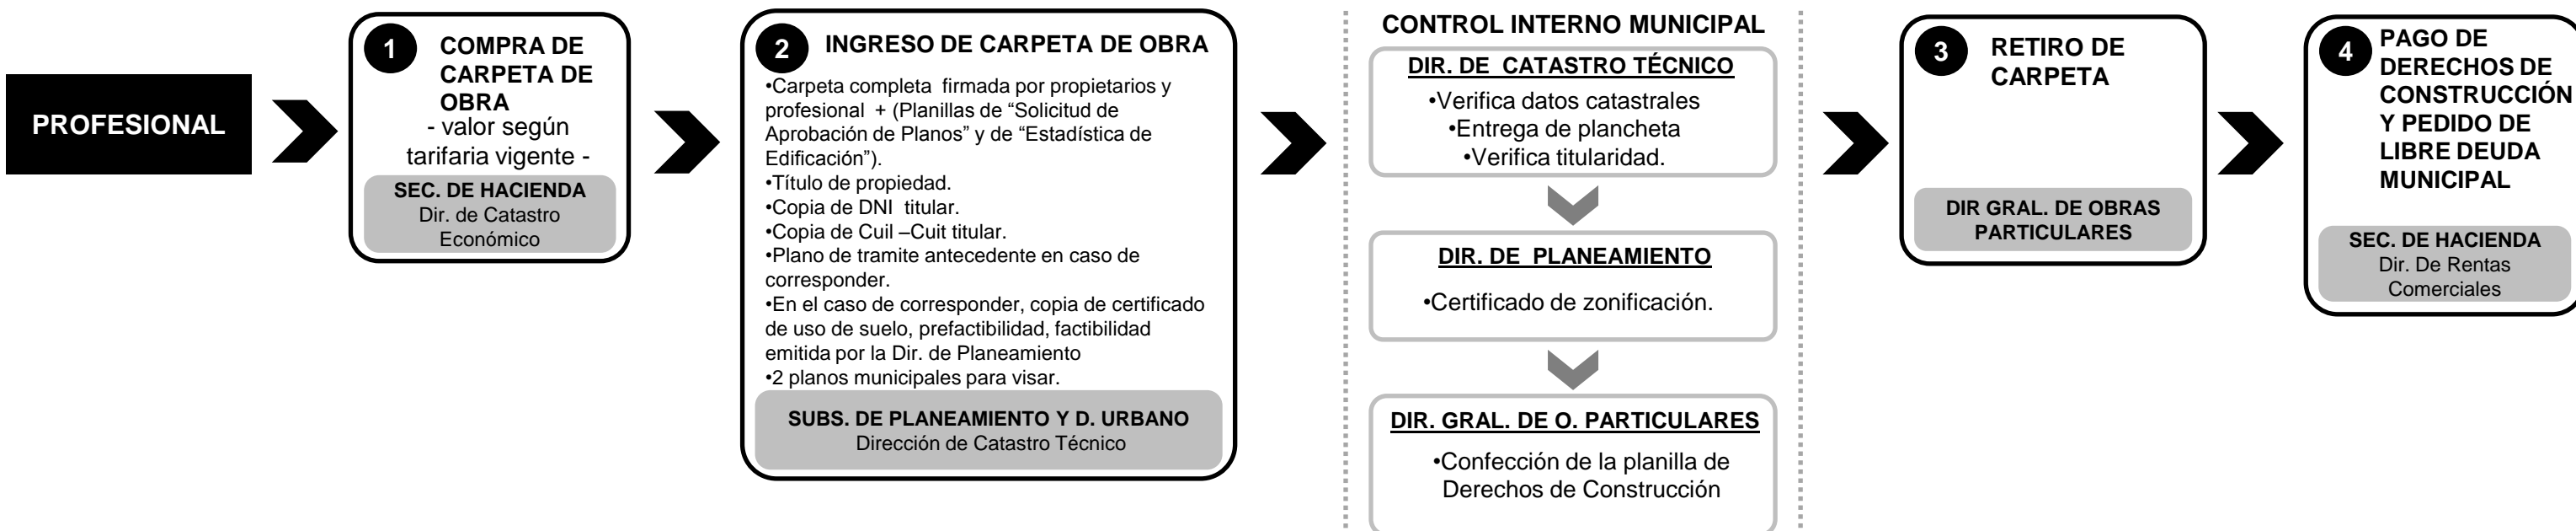 PROFESIONAL
1
COMPRA DE
CARPETA DE
OBRA
- valor según
tarifaria vigente -
SEC. DE HACIENDA
Dir. de Catastro
Económico
2
INGRESO DE CARPETA DE OBRA
•Carpeta completa firmada por propietarios y
profesional + (Planillas de “Solicitud de
Aprobación de Planos” y de “Estadística de
Edificación”).
•Título de propiedad.
•Copia de DNI titular.
•Copia de Cuil –Cuit titular.
•Plano de tramite antecedente en caso de
corresponder.
•En el caso de corresponder, copia de certificado
de uso de suelo, prefactibilidad, factibilidad
emitida por la Dir. de Planeamiento
•2 planos municipales para visar.
SUBS. DE PLANEAMIENTO Y D. URBANO
Dirección de Catastro Técnico
CONTROL INTERNO MUNICIPAL
DIR. DE CATASTRO TÉCNICO
•Verifica datos catastrales
•Entrega de plancheta
•Verifica titularidad.
DIR. DE PLANEAMIENTO
•Certificado de zonificación.
DIR. GRAL. DE O. PARTICULARES
•Confección de la planilla de
Derechos de Construcción
3
RETIRO DE
CARPETA
DIR GRAL. DE OBRAS
PARTICULARES
4
PAGO DE
DERECHOS DE
CONSTRUCCIÓN
Y PEDIDO DE
LIBRE DEUDA
MUNICIPAL
SEC. DE HACIENDA
Dir. De Rentas
Comerciales